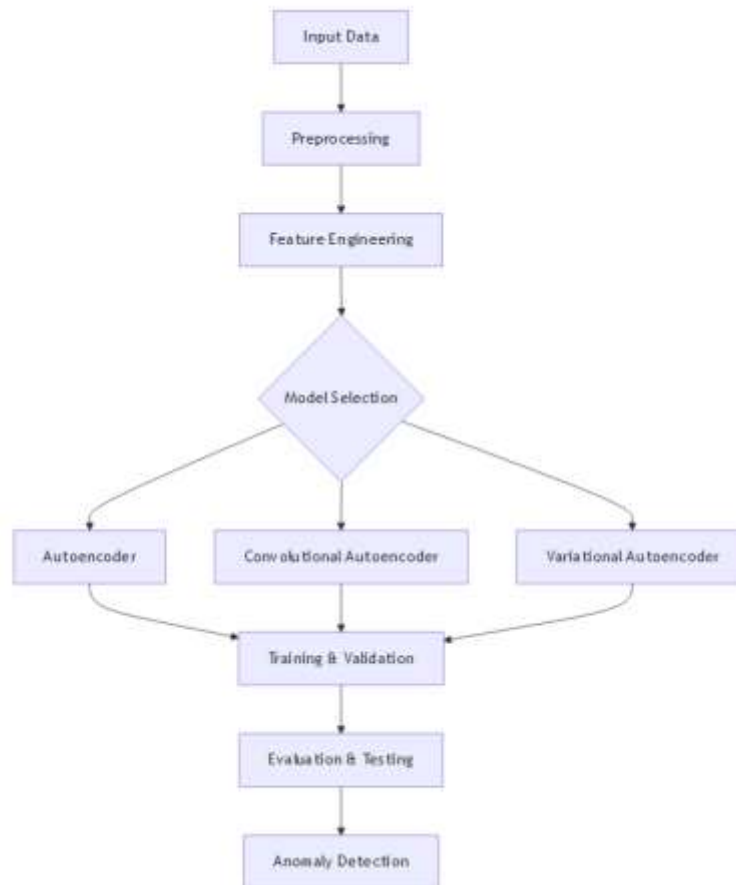 Input Data
Preprocessing
Feature Engineering
Model Selection
Autoencoder
Convolutional Autoencoder
Variational Autoencoder
Training & Validation
Evaluation & Testing
Anomaly Detection